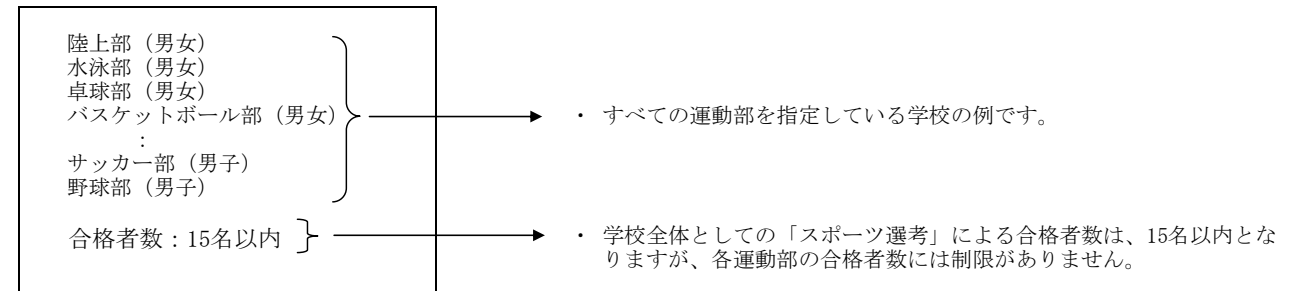 陸上部（男女）
水泳部（男女）
卓球部（男女）
バスケットボール部（男女）
：
サッカー部（男子）
野球部（男子）
・ すべての運動部を指定している学校の例です。
合格者数：15名以内
・ 学校全体としての「スポーツ選考」による合格者数は、15名以内とな
りますが、各運動部の合格者数には制限がありません。